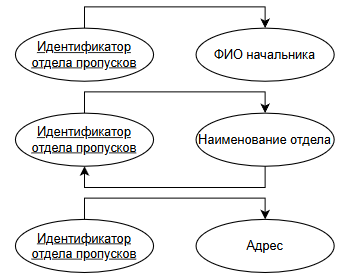 Идентификатор
отдела пропусков
ФИО начальника
Идентификатор
отдела пропусков
Наименование отдела
Идентификатор
отдела пропусков
Адрес